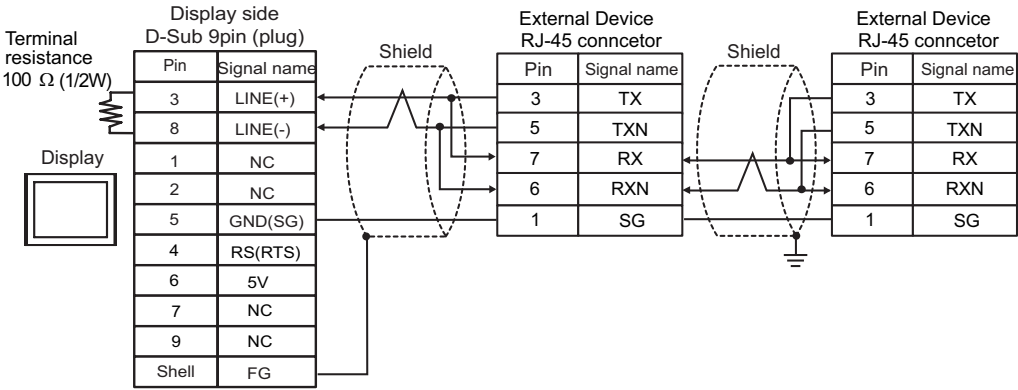 Terminal
resistance
100 Ω (1/2W)
Display
Display side
D-Sub 9pin (plug)
Pin Signal name
3 LINE(+)
8 LINE(-)
1 NC
2 NC
5 GND(SG)
4 RS(RTS)
6 5V
7 NC
9 NC
Shell FG
Shield
External Device
RJ-45 conncetor
Pin Signal name
3 TX
5 TXN
7 RX
6 RXN
1 SG
Shield
External Device
RJ-45 conncetor
Pin Signal name
3 TX
5 TXN
7 RX
6 RXN
1 SG